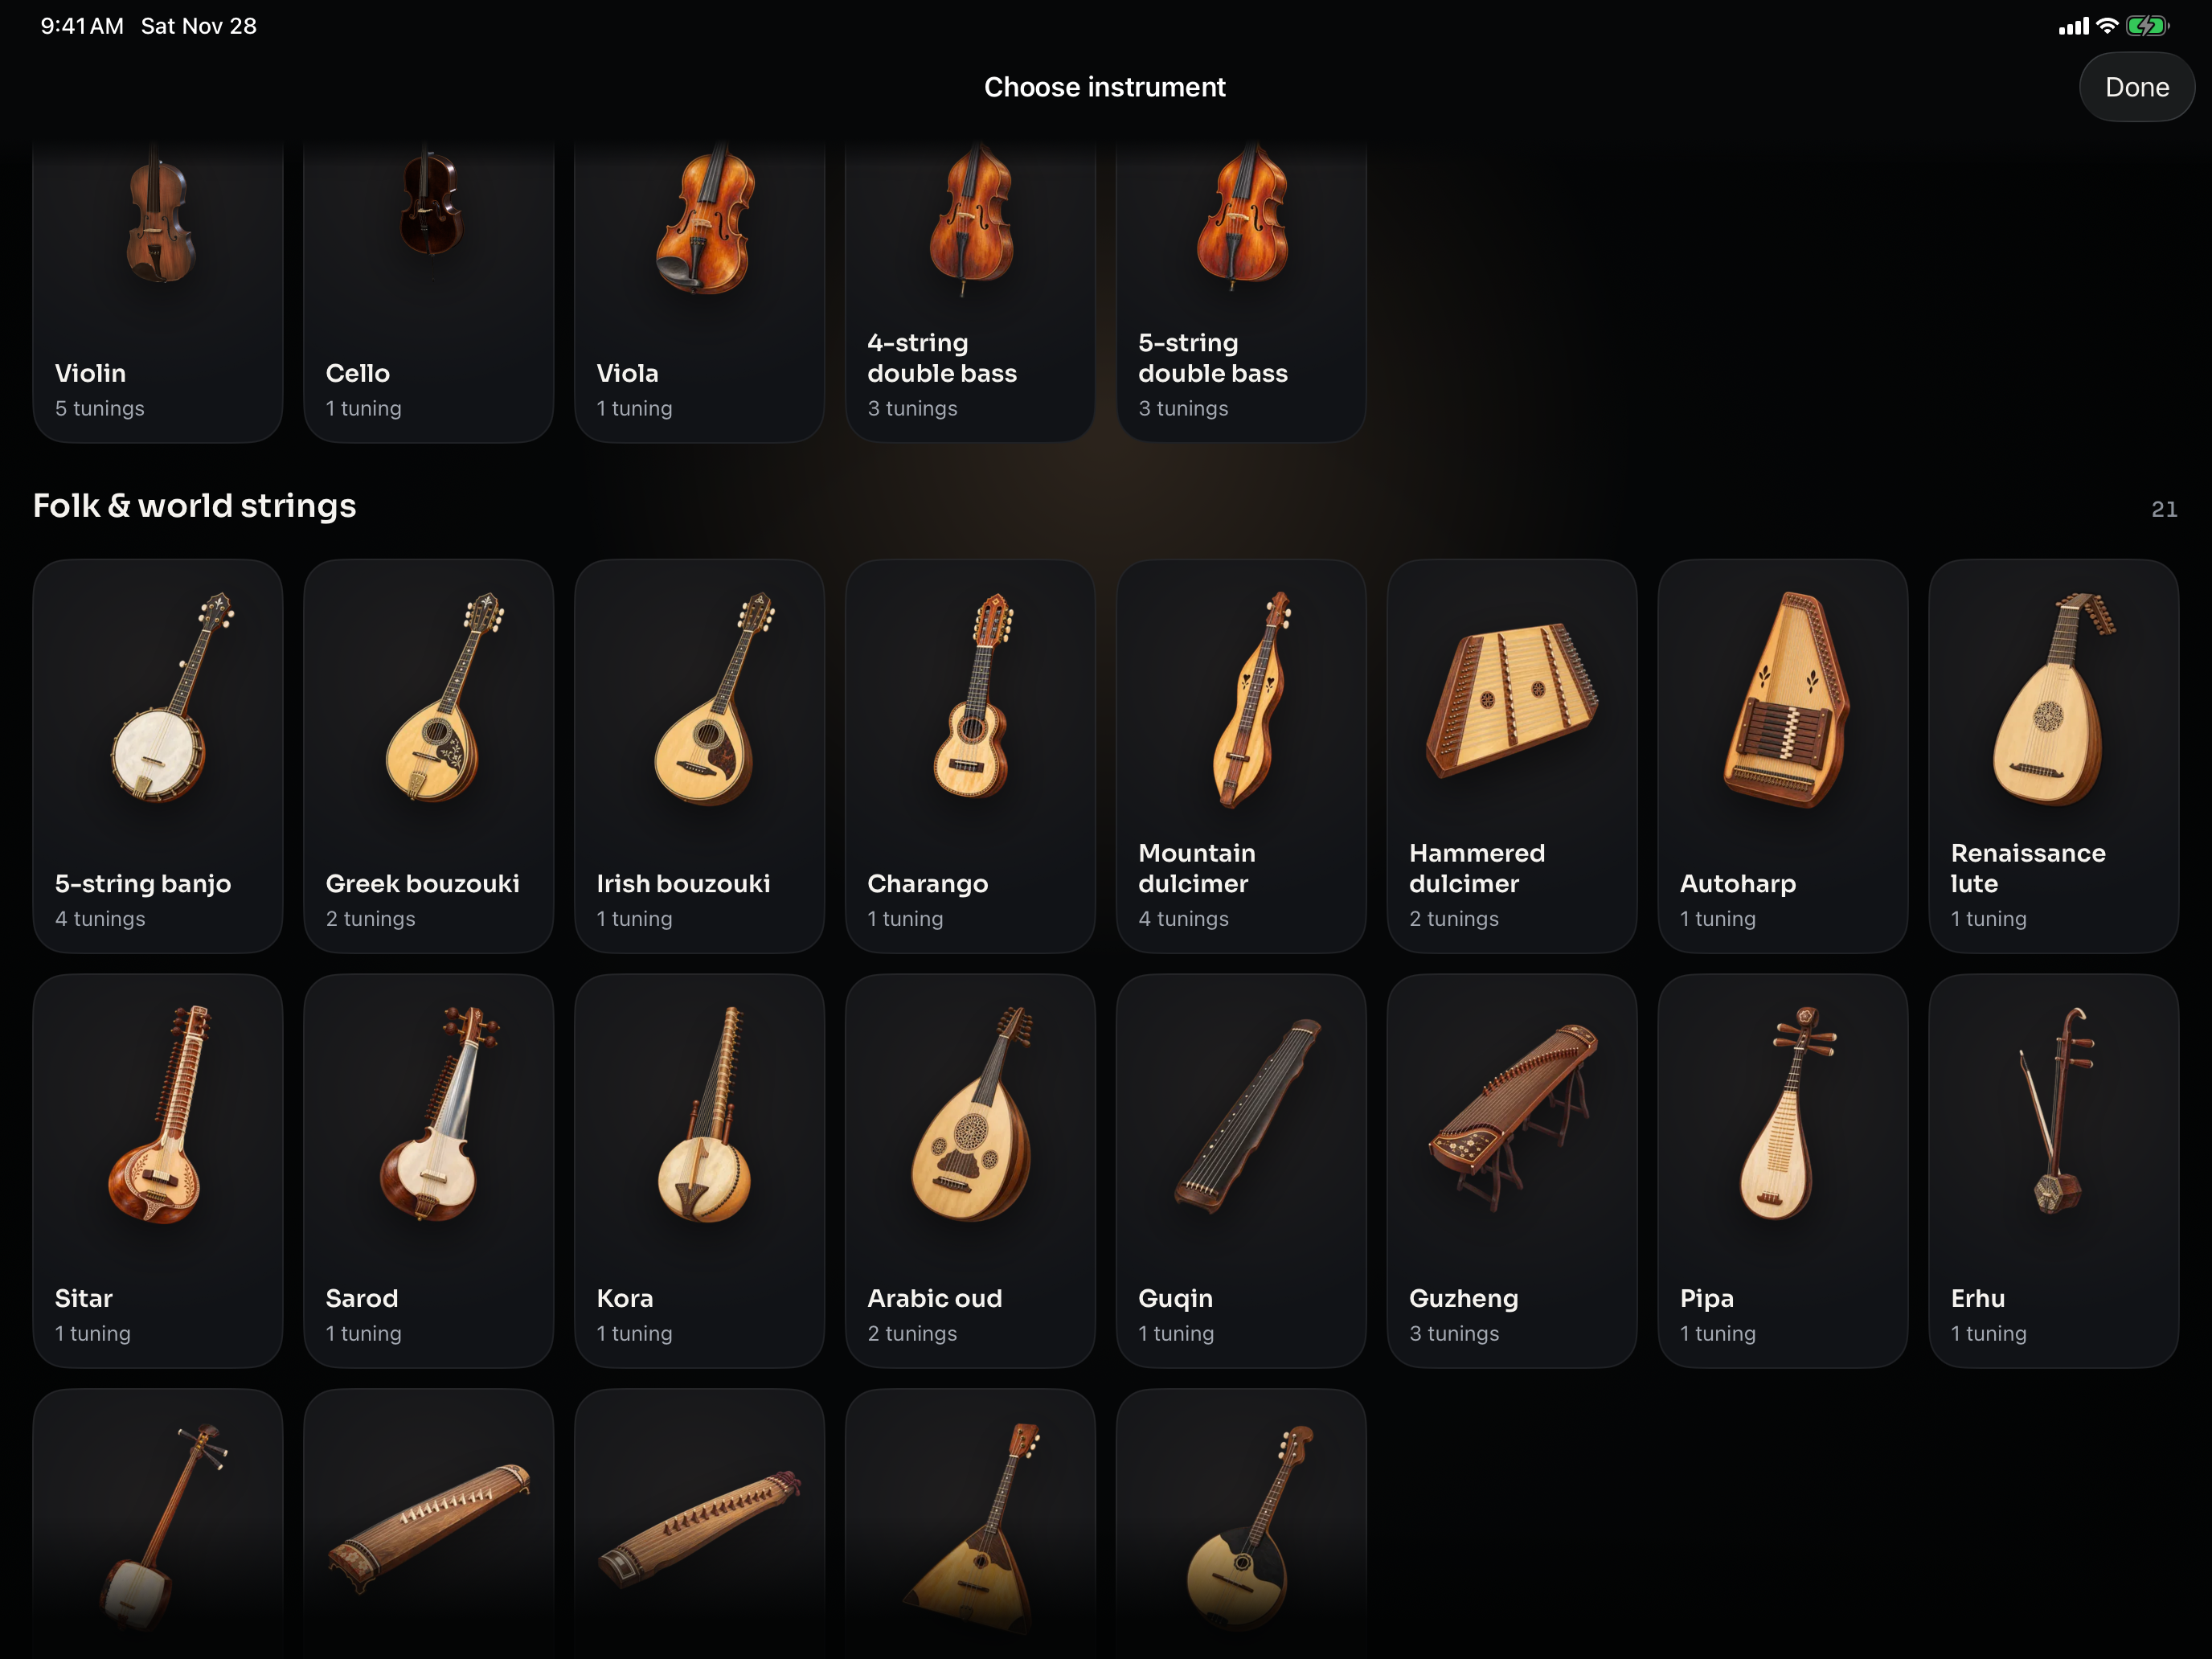 9:41 AM Sat Nov 28
Choose instrument
Done
Violin
5 tunings
Cello
1 tuning
Viola
1 tuning
4-string
double bass
3 tunings
5-string
double bass
3 tunings
Folk & world strings
21
5-string banjo
4 tunings
Greek bouzouki
2 tunings
Irish bouzouki
1 tuning
Charango
1 tuning
Mountain
dulcimer
4 tunings
Hammered
dulcimer
2 tunings
Autoharp
1 tuning
Renaissance
lute
1 tuning
Sitar
1 tuning
Sarod
1 tuning
Kora
1 tuning
Arabic oud
2 tunings
Guqin
1 tuning
Guzheng
3 tunings
Pipa
1 tuning
Erhu
1 tuning